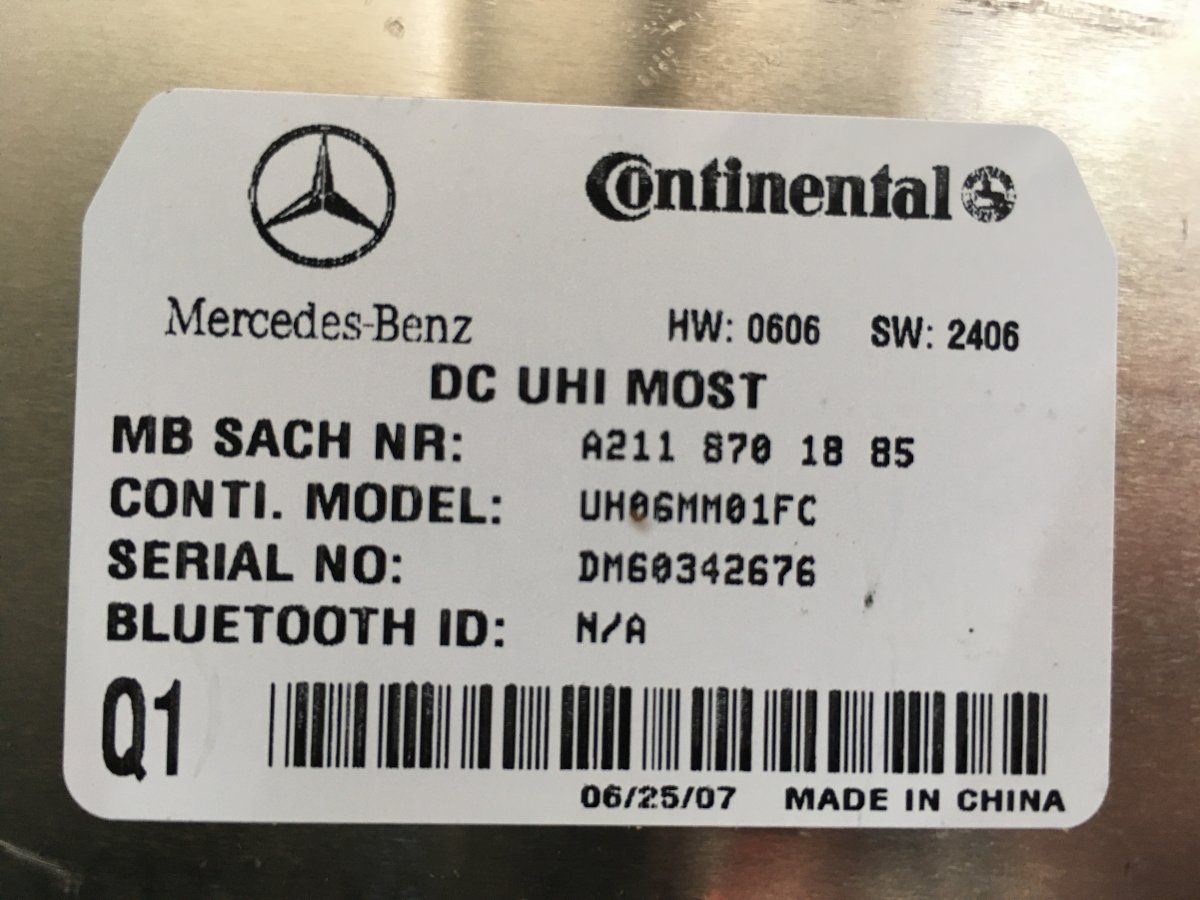 Continental
Mercedes-Benz
HW: 0606 SW: 2406
DC UHI MOST
MB SACH NR: A211 870 18 85
CONTI. MODEL: UH06MM01FC
SERIAL NO: DM60342676
BLUETOOTH ID: N/A
Q1
06/25/07 MADE IN CHINA